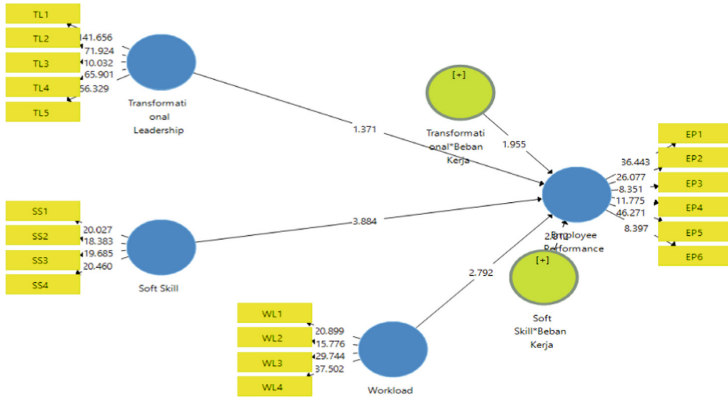 TL1
TL2
TL3
TL4
TL5
141.656
71.924
10.032
65.901
56.329
Transformati
onal
Leadership
1.371
[+]
Transformati
onal*Beban
Kerja
1.955
EP1
EP2
EP3
EP4
EP5
EP6
36.443
26.077
8.351
11.775
46.271
8.397
Employee
Performance
SS1
SS2
SS3
SS4
20.027
18.383
19.685
20.460
Soft Skill
3.884
2.792
[+]
Soft
Skill*Beban
Kerja
WL1
WL2
WL3
WL4
20.899
15.776
29.744
37.502
Workload